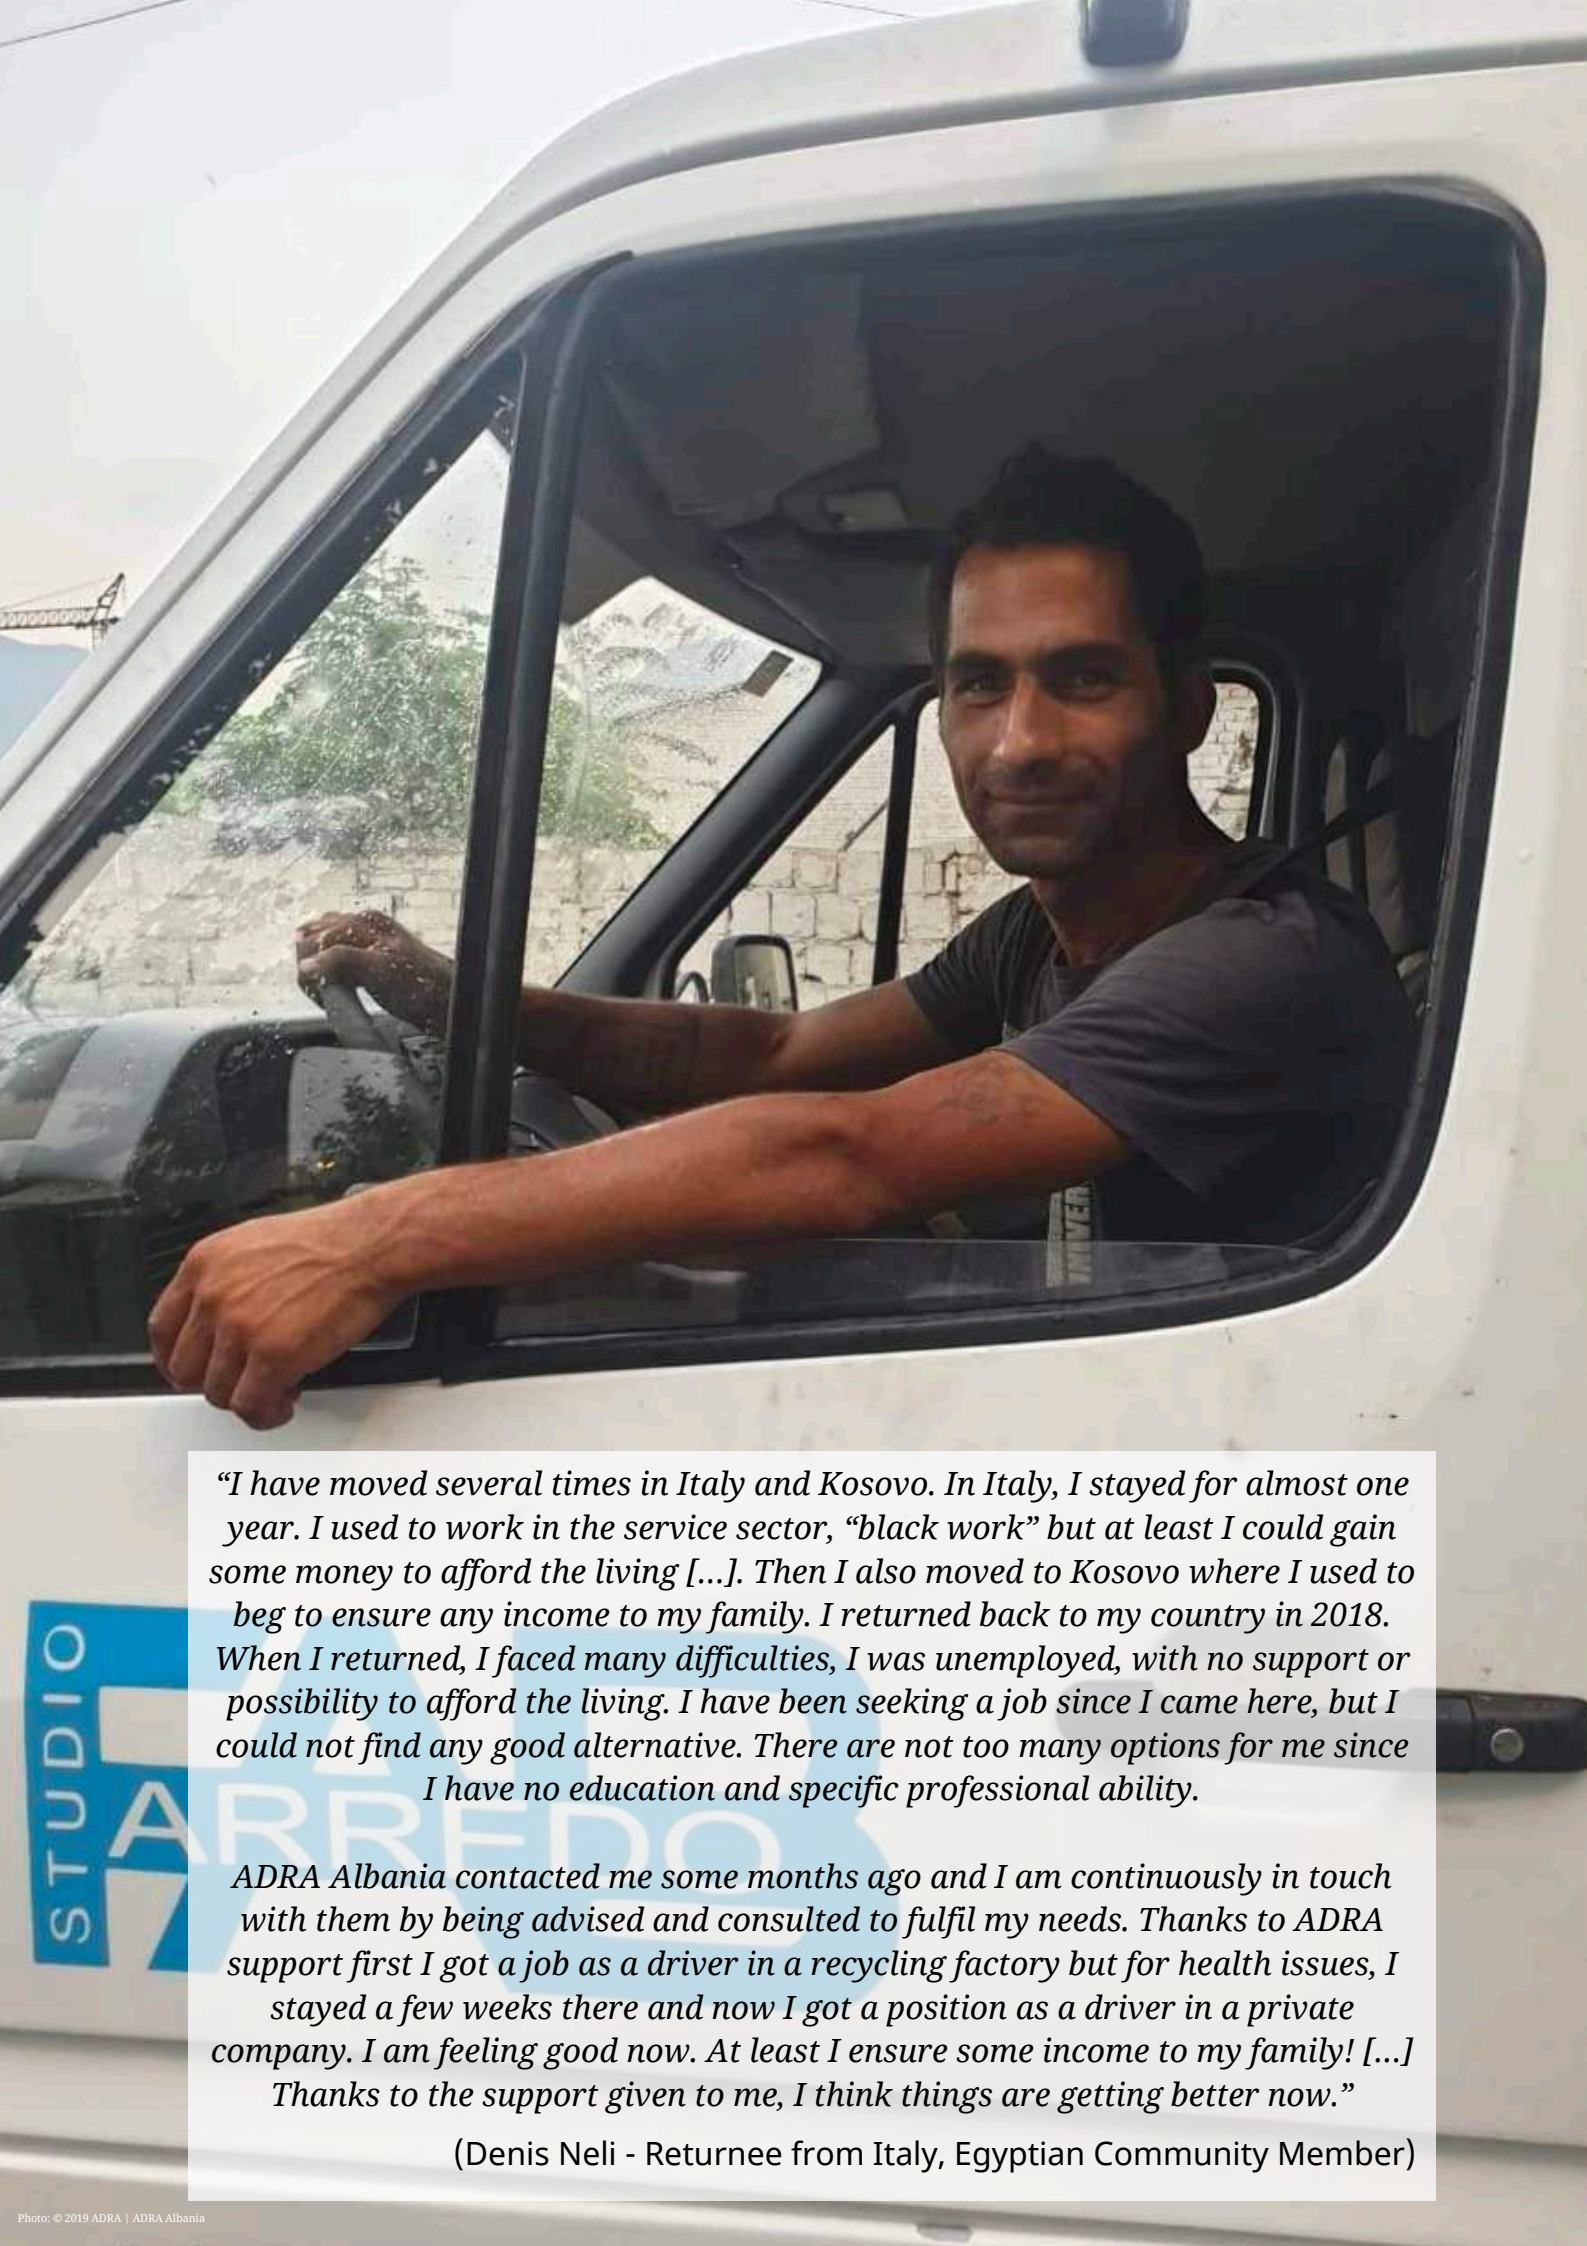 INIVER
“I have moved several times in Italy and Kosovo. In Italy, I stayed for almost one
year. I used to work in the service sector, “black work” but at least I could gain
some money to afford the living [...]. Then I also moved to Kosovo where I used to
beg to ensure any income to my family. I returned back to my country in 2018.
When I returned, I faced many difficulties, I was unemployed, with no support or
possibility to afford the living. I have been seeking a job since I came here, but I
could not find any good alternative. There are not too many options for me since
I have no education and specific professional ability.
ADRA Albania contacted me some months ago and I am continuously in touch
with them by being advised and consulted to fulfil my needs. Thanks to ADRA
support first I got a job as a driver in a recycling factory but for health issues, I
stayed a few weeks there and now I got a position as a driver in a private
company. I am feeling good now. At least I ensure some income to my family! [...]
Thanks to the support given to me, I think things are getting better now.”
(Denis Neli - Returnee from Italy, Egyptian Community Member)
STUDIO
FAB
ARREDO
Photo: © 2019 ADRA | ADRA Albania